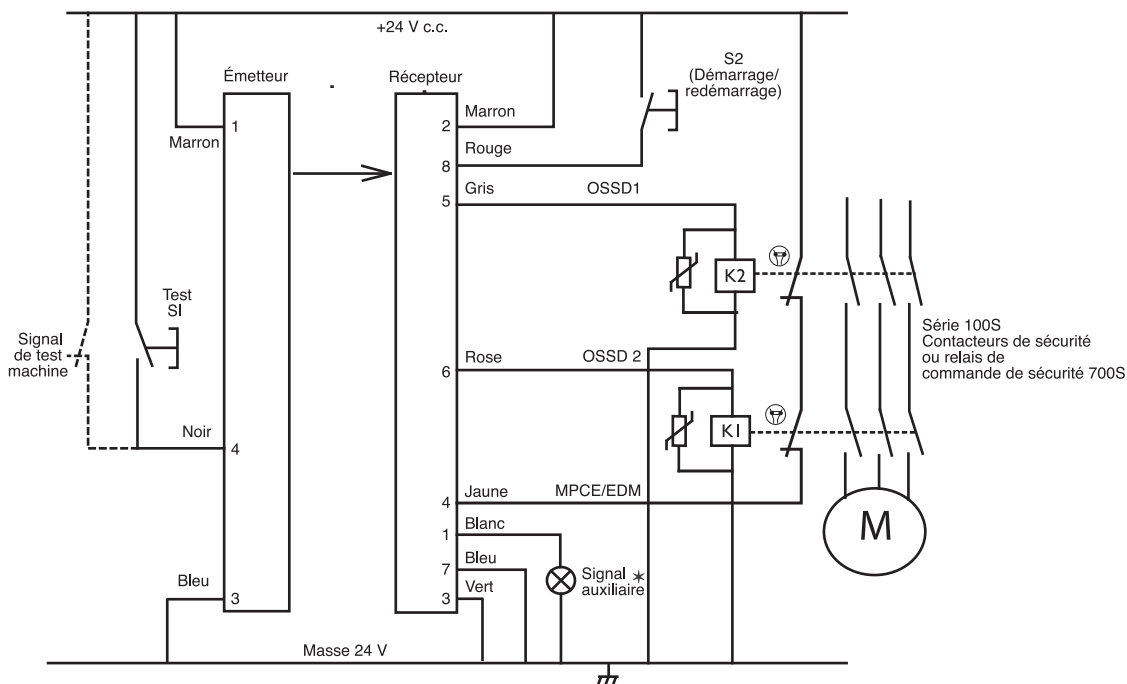 +24 V c.c.
Émetteur
Récepteur
S2
(Démarrage/
redémarrage)
1
Marron
2
Marron
8
Rouge
5
Gris
OSSD1
K2
Test
SI
Signal
de test
machine
Série 100S
Contacteurs de sécurité
ou relais de
commande de sécurité 700S
6
Rose
OSSD 2
K1
Noir
4
4
Jaune
MPCE/EDM
M
1
Blanc
7
Bleu
Signal *
auxiliaire
Bleu
3
3
Vert
Masse 24 V